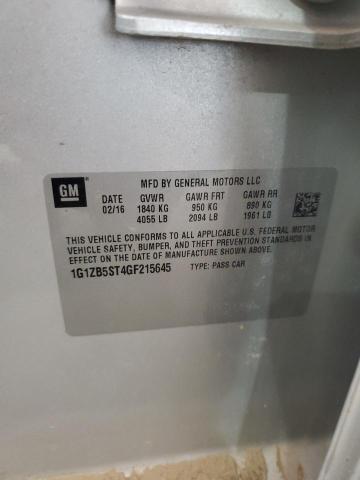 GM
MFD BY GENERAL MOTORS LLC
DATE GVWR GAWR FRT GAWR RR
02/16 1840 KG 950 KG 890 KG
4055 LB 2094 LB 1961 LB
THIS VEHICLE CONFORMS TO ALL APPLICABLE U.S. FEDERAL MOTOR
VEHICLE SAFETY, BUMPER, AND THEFT PREVENTION STANDARDS IN
EFFECT ON THE DATE OF MANUFACTURE SHOWN ABOVE.
1G1ZB5ST4GF215645 TYPE: PASS CAR